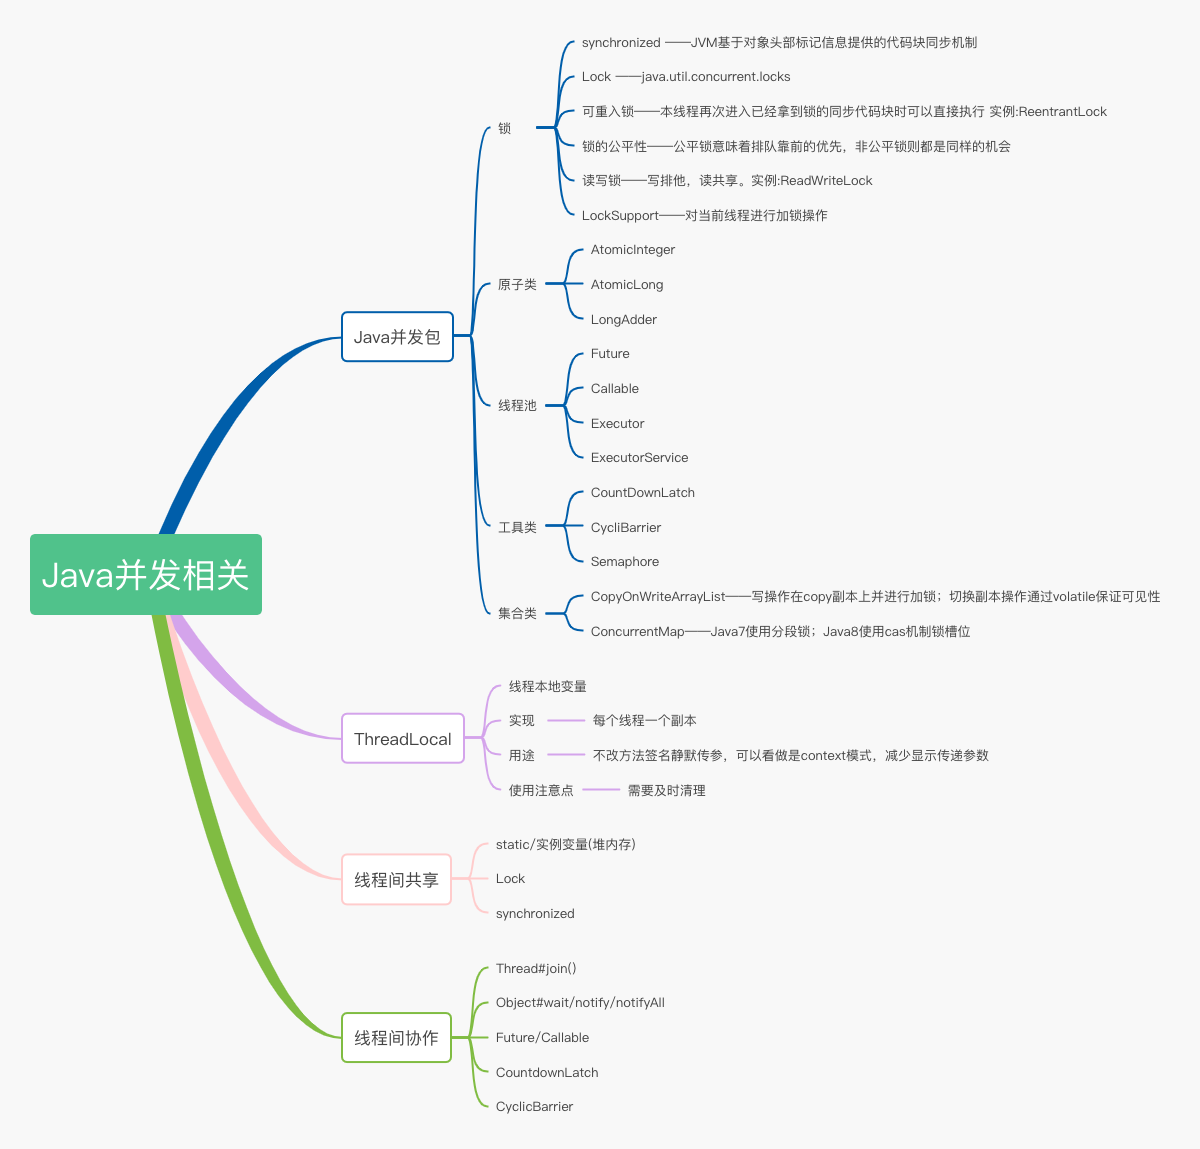 Java并发相关
Java并发包
锁
synchronized ——JVM基于对象头部标记信息提供的代码块同步机制
Lock ——java.util.concurrent.locks
可重入锁——本线程再次进入已经拿到锁的同步代码块时可以直接执行 实例:ReentrantLock
锁的公平性——公平锁意味着排队靠前的优先，非公平锁则都是同样的机会
读写锁——写排他，读共享。实例:ReadWriteLock
LockSupport——对当前线程进行加锁操作
原子类
AtomicInteger
AtomicLong
LongAdder
线程池
Future
Callable
Executor
ExecutorService
工具类
CountDownLatch
CycliBarrier
Semaphore
集合类
CopyOnWriteArrayList——写操作在copy副本上并进行加锁；切换副本操作通过volatile保证可见性
ConcurrentMap——Java7使用分段锁；Java8使用cas机制锁槽位
ThreadLocal
线程本地变量
实现
每个线程一个副本
用途
不改方法签名静默传参，可以看做是context模式，减少显示传递参数
使用注意点
需要及时清理
线程间共享
static/实例变量(堆内存)
Lock
synchronized
线程间协作
Thread#join()
Object#wait/notify/notifyAll
Future/Callable
CountdownLatch
CyclicBarrier